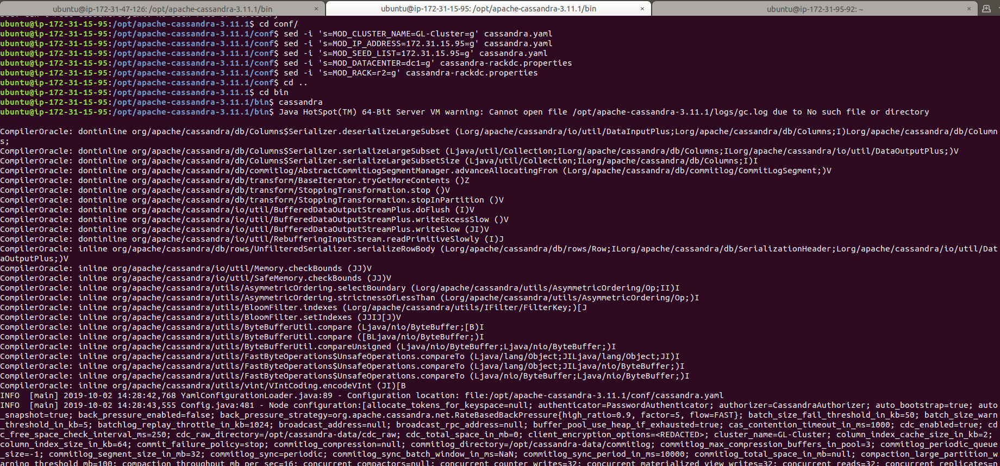 ubuntu@ip-172-31-47-126: /opt/apache-cassandra-3.11.1/bin × ubuntu@ip-172-31-15-95: /opt/apache-cassandra-3.11.1/bin × ubuntu@ip-172-31-95-92: ~ ×
ubuntu@ip-172-31-15-95:/opt/apache-cassandra-3.11.1$ cd conf/
ubuntu@ip-172-31-15-95:/opt/apache-cassandra-3.11.1/conf$ sed -i 's=MOD_CLUSTER_NAME=GL-Cluster=g' cassandra.yaml
ubuntu@ip-172-31-15-95:/opt/apache-cassandra-3.11.1/conf$ sed -i 's=MOD_IP_ADDRESS=172.31.15.95=g' cassandra.yaml
ubuntu@ip-172-31-15-95:/opt/apache-cassandra-3.11.1/conf$ sed -i 's=MOD_SEED_LIST=172.31.15.95=g' cassandra.yaml
ubuntu@ip-172-31-15-95:/opt/apache-cassandra-3.11.1/conf$ sed -i 's=MOD_DATACENTER=dc1=g' cassandra-rackdc.properties
ubuntu@ip-172-31-15-95:/opt/apache-cassandra-3.11.1/conf$ sed -i 's=MOD_RACK=r2=g' cassandra-rackdc.properties
ubuntu@ip-172-31-15-95:/opt/apache-cassandra-3.11.1/conf$ cd ..
ubuntu@ip-172-31-15-95:/opt/apache-cassandra-3.11.1$ cd bin
ubuntu@ip-172-31-15-95:/opt/apache-cassandra-3.11.1/bin$ cassandra
ubuntu@ip-172-31-15-95:/opt/apache-cassandra-3.11.1/bin$ Java HotSpot(TM) 64-Bit Server VM warning: Cannot open file /opt/apache-cassandra-3.11.1/logs/gc.log due to No such file or directory
CompilerOracle: dontinline org/apache/cassandra/db/Columns$Serializer.deserializeLargeSubset (Lorg/apache/cassandra/io/util/DataInputPlus;Lorg/apache/cassandra/db/Columns;I)Lorg/apache/cassandra/db/Column
s;
CompilerOracle: dontinline org/apache/cassandra/db/Columns$Serializer.serializeLargeSubset (Ljava/util/Collection;ILorg/apache/cassandra/db/Columns;ILorg/apache/cassandra/io/util/DataOutputPlus;)V
CompilerOracle: dontinline org/apache/cassandra/db/Columns$Serializer.serializeLargeSubsetSize (Ljava/util/Collection;ILorg/apache/cassandra/db/Columns;I)I
CompilerOracle: dontinline org/apache/cassandra/db/commitlog/AbstractCommitLogSegmentManager.advanceAllocatingFrom (Lorg/apache/cassandra/db/commitlog/CommitLogSegment;)V
CompilerOracle: dontinline org/apache/cassandra/db/transform/BaseIterator.tryGetMoreContents ()Z
CompilerOracle: dontinline org/apache/cassandra/db/transform/StoppingTransformation.stop ()V
CompilerOracle: dontinline org/apache/cassandra/db/transform/StoppingTransformation.stopInPartition ()V
CompilerOracle: dontinline org/apache/cassandra/io/util/BufferedDataOutputStreamPlus.doFlush (I)V
CompilerOracle: dontinline org/apache/cassandra/io/util/BufferedDataOutputStreamPlus.writeExcessSlow ()V
CompilerOracle: dontinline org/apache/cassandra/io/util/BufferedDataOutputStreamPlus.writeSlow (JI)V
CompilerOracle: dontinline org/apache/cassandra/io/util/RebufferingInputStream.readPrimitiveSlowly (I)J
CompilerOracle: inline org/apache/cassandra/db/rows/UnfilteredSerializer.serializeRowBody (Lorg/apache/cassandra/db/rows/Row;ILorg/apache/cassandra/db/SerializationHeader;Lorg/apache/cassandra/io/util/Dat
aOutputPlus;)V
CompilerOracle: inline org/apache/cassandra/io/util/Memory.checkBounds (JJ)V
CompilerOracle: inline org/apache/cassandra/io/util/SafeMemory.checkBounds (JJ)V
CompilerOracle: inline org/apache/cassandra/utils/AsymmetricOrdering.selectBoundary (Lorg/apache/cassandra/utils/AsymmetricOrdering/Op;II)I
CompilerOracle: inline org/apache/cassandra/utils/AsymmetricOrdering.strictnessOfLessThan (Lorg/apache/cassandra/utils/AsymmetricOrdering/Op;)I
CompilerOracle: inline org/apache/cassandra/utils/BloomFilter.indexes (Lorg/apache/cassandra/utils/IFilter/FilterKey;)[J
CompilerOracle: inline org/apache/cassandra/utils/BloomFilter.setIndexes (JJIJ[J)V
CompilerOracle: inline org/apache/cassandra/utils/ByteBufferUtil.compare (Ljava/nio/ByteBuffer;[B)I
CompilerOracle: inline org/apache/cassandra/utils/ByteBufferUtil.compare ([BLjava/nio/ByteBuffer;)I
CompilerOracle: inline org/apache/cassandra/utils/ByteBufferUtil.compareUnsigned (Ljava/nio/ByteBuffer;Ljava/nio/ByteBuffer;)I
CompilerOracle: inline org/apache/cassandra/utils/FastByteOperations$UnsafeOperations.compareTo (Ljava/lang/Object;JILjava/lang/Object;JI)I
CompilerOracle: inline org/apache/cassandra/utils/FastByteOperations$UnsafeOperations.compareTo (Ljava/lang/Object;JILjava/nio/ByteBuffer;)I
CompilerOracle: inline org/apache/cassandra/utils/FastByteOperations$UnsafeOperations.compareTo (Ljava/nio/ByteBuffer;Ljava/nio/ByteBuffer;)I
CompilerOracle: inline org/apache/cassandra/utils/vint/VIntCoding.encodeVInt (JI)[B
INFO  [main] 2019-10-02 14:28:42,768 YamlConfigurationLoader.java:89 - Configuration location: file:/opt/apache-cassandra-3.11.1/conf/cassandra.yaml
INFO  [main] 2019-10-02 14:28:43,555 Config.java:481 - Node configuration:[allocate_tokens_for_keyspace=null; authenticator=PasswordAuthenticator; authorizer=CassandraAuthorizer; auto_bootstrap=true; auto
_snapshot=true; back_pressure_enabled=false; back_pressure_strategy=org.apache.cassandra.net.RateBasedBackPressure{high_ratio=0.9, factor=5, flow=FAST}; batch_size_fail_threshold_in_kb=50; batch_size_warn
_threshold_in_kb=5; batchlog_replay_throttle_in_kb=1024; broadcast_address=null; broadcast_rpc_address=null; buffer_pool_use_heap_if_exhausted=true; cas_contention_timeout_in_ms=1000; cdc_enabled=true; cd
c_free_space_check_interval_ms=250; cdc_raw_directory=/opt/cassandra-data/cdc_raw; cdc_total_space_in_mb=0; client_encryption_options=<REDACTED>; cluster_name=GL-Cluster; column_index_cache_size_in_kb=2;
column_index_size_in_kb=64; commit_failure_policy=stop; commitlog_compression=null; commitlog_directory=/opt/cassandra-data/commitlog; commitlog_max_compression_buffers_in_pool=3; commitlog_periodic_queue
_size=-1; commitlog_segment_size_in_mb=32; commitlog_sync=periodic; commitlog_sync_batch_window_in_ms=NaN; commitlog_sync_period_in_ms=10000; commitlog_total_space_in_mb=null; compaction_large_partition_w
arning_threshold_mb=100; compaction_throughput_mb_per_sec=16; concurrent_compactors=null; concurrent_counter_writes=32; concurrent_materialized_view_writes=32; concurrent_reads=32; concurrent_replicates=n